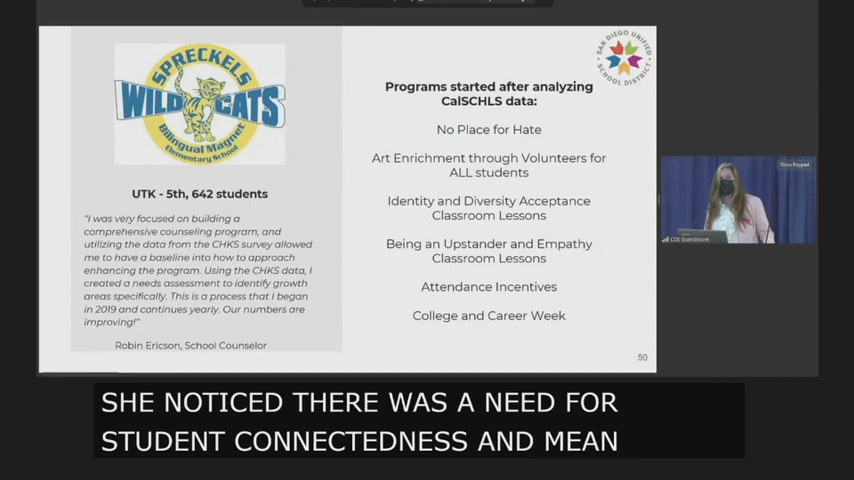 SPRECKELS
WILD CATS
Bilingual Magnet
Elementary School
UTK - 5th, 642 students
"I was very focused on building a
comprehensive counseling program, and
utilizing the data from the CHKS survey allowed
me to have a baseline into how to approach
enhancing the program. Using the CHKS data, I
created a needs assessment to identify growth
areas specifically. This is a process that I began
in 2019 and continues yearly. Our numbers are
improving!"
Robin Ericson, School Counselor
SAN DIEGO UNIFIED
SCHOOL DISTRICT
Programs started after analyzing
CalSCHLS data:
No Place for Hate
Art Enrichment through Volunteers for
ALL students
Identity and Diversity Acceptance
Classroom Lessons
Being an Upstander and Empathy
Classroom Lessons
Attendance Incentives
College and Career Week
50
Show Keypad
CDE Boardroom
SHE NOTICED THERE WAS A NEED FOR
STUDENT CONNECTEDNESS AND MEAN